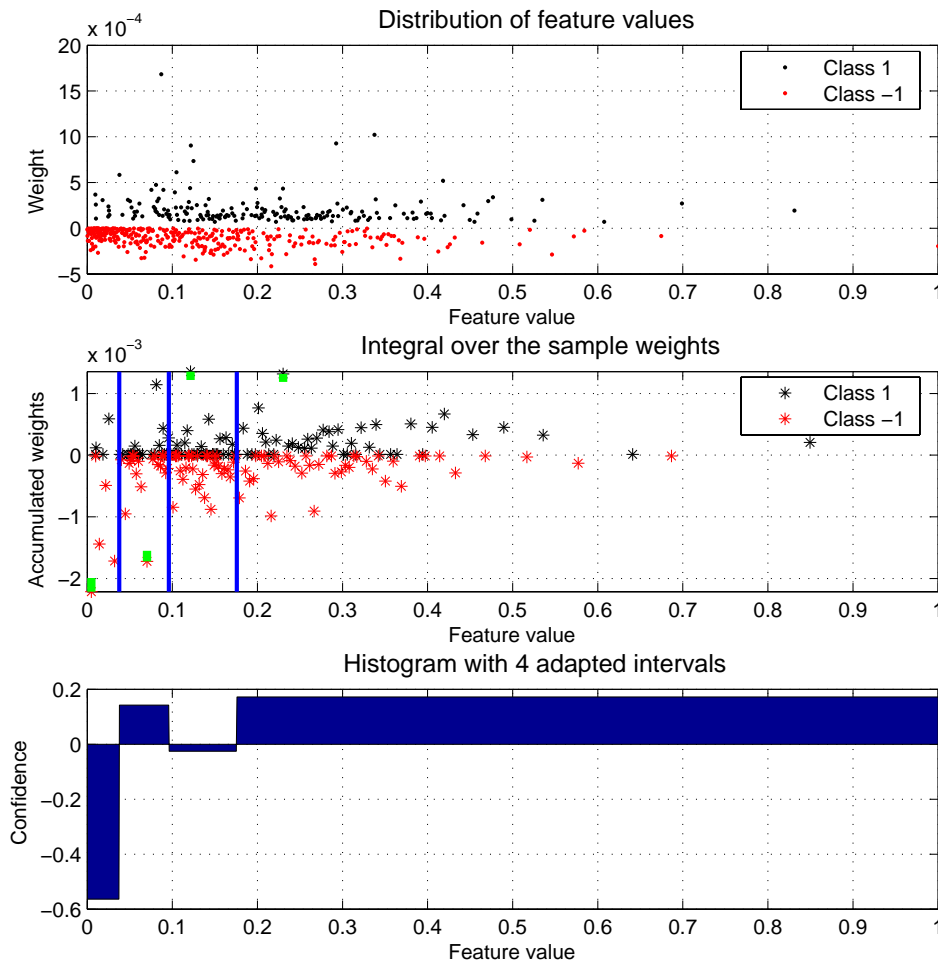 Distribution of feature values
x 10⁻⁴
20
15
10
5
0
−5
Weight
Class 1
Class −1
0 0.1 0.2 0.3 0.4 0.5 0.6 0.7 0.8 0.9 1
Feature value
Integral over the sample weights
x 10⁻³
1
0
−1
−2
Accumulated weights
Class 1
Class −1
0 0.1 0.2 0.3 0.4 0.5 0.6 0.7 0.8 0.9 1
Feature value
Histogram with 4 adapted intervals
0.2
0
−0.2
−0.4
−0.6
Confidence
0 0.1 0.2 0.3 0.4 0.5 0.6 0.7 0.8 0.9 1
Feature value